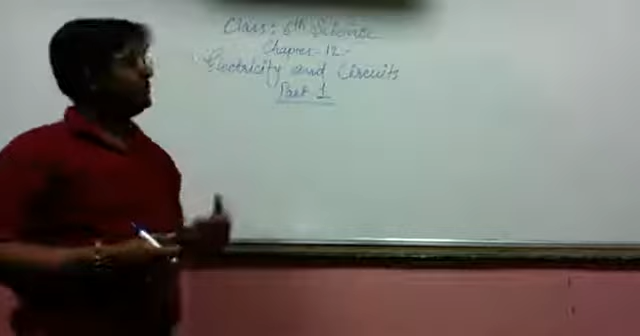 Class: 6th Science
Chapter 12:-
Electricity and Circuits
Part 1